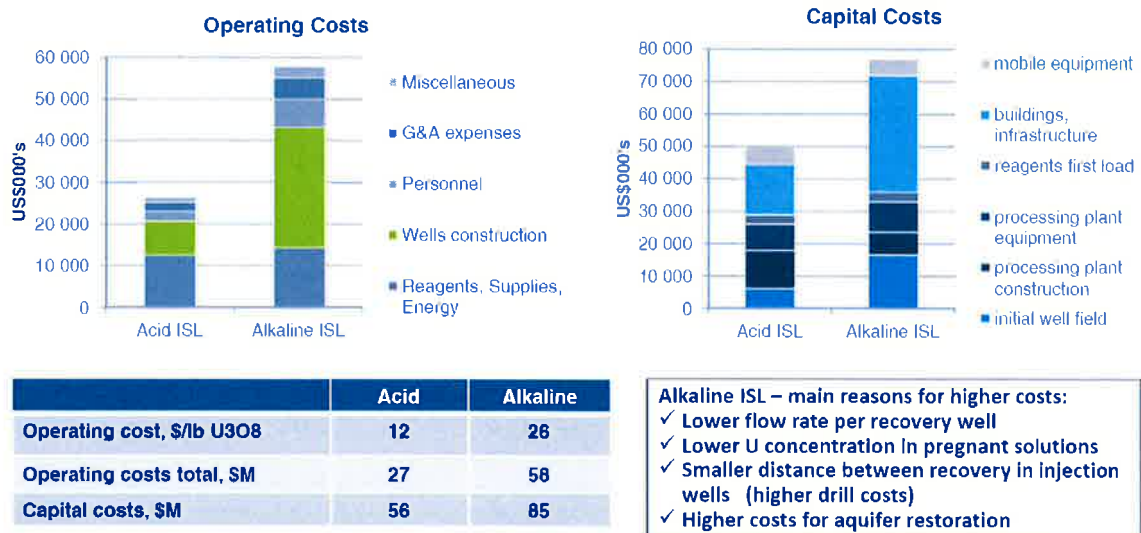 Operating Costs
60 000
50 000
40 000
30 000
20 000
10 000
0
US$000's
Acid ISL
Alkaline ISL
Miscellaneous
G&A expenses
Personnel
Wells construction
Reagents, Supplies,
Energy
Capital Costs
80 000
70 000
60 000
50 000
40 000
30 000
20 000
10 000
0
US$000's
Acid ISL
Alkaline ISL
mobile equipment
buildings,
infrastructure
reagents first load
processing plant
equipment
processing plant
construction
initial well field
Acid Alkaline
Operating cost, $/lb U3O8 12 26
Operating costs total, $M 27 58
Capital costs, $M 56 85
Alkaline ISL – main reasons for higher costs:
✓ Lower flow rate per recovery well
✓ Lower U concentration in pregnant solutions
✓ Smaller distance between recovery in injection
wells (higher drill costs)
✓ Higher costs for aquifer restoration